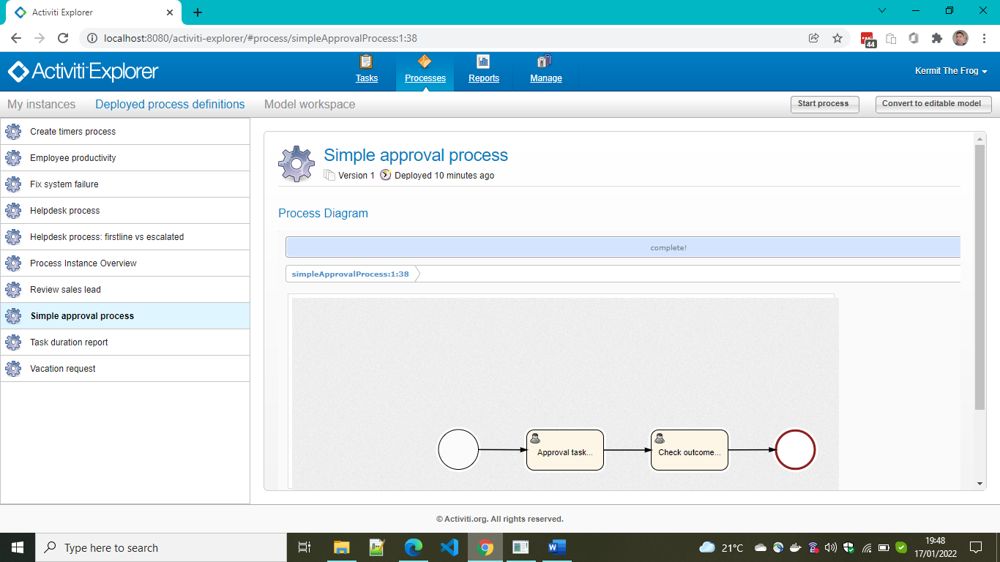 Activiti Explorer
localhost:8080/activiti-explorer/#process/simpleApprovalProcess:1:38
44
Activiti Explorer
Tasks
Processes
Reports
Manage
Kermit The Frog
My instances
Deployed process definitions
Model workspace
Start process
Convert to editable model
Create timers process
Employee productivity
Fix system failure
Helpdesk process
Helpdesk process: firstline vs escalated
Process Instance Overview
Review sales lead
Simple approval process
Task duration report
Vacation request
Simple approval process
Version 1 Deployed 10 minutes ago
Process Diagram
complete!
simpleApprovalProcess:1:38
Approval task...
Check outcome...
© Activiti.org. All rights reserved.
Type here to search
21°C
19:48
17/01/2022